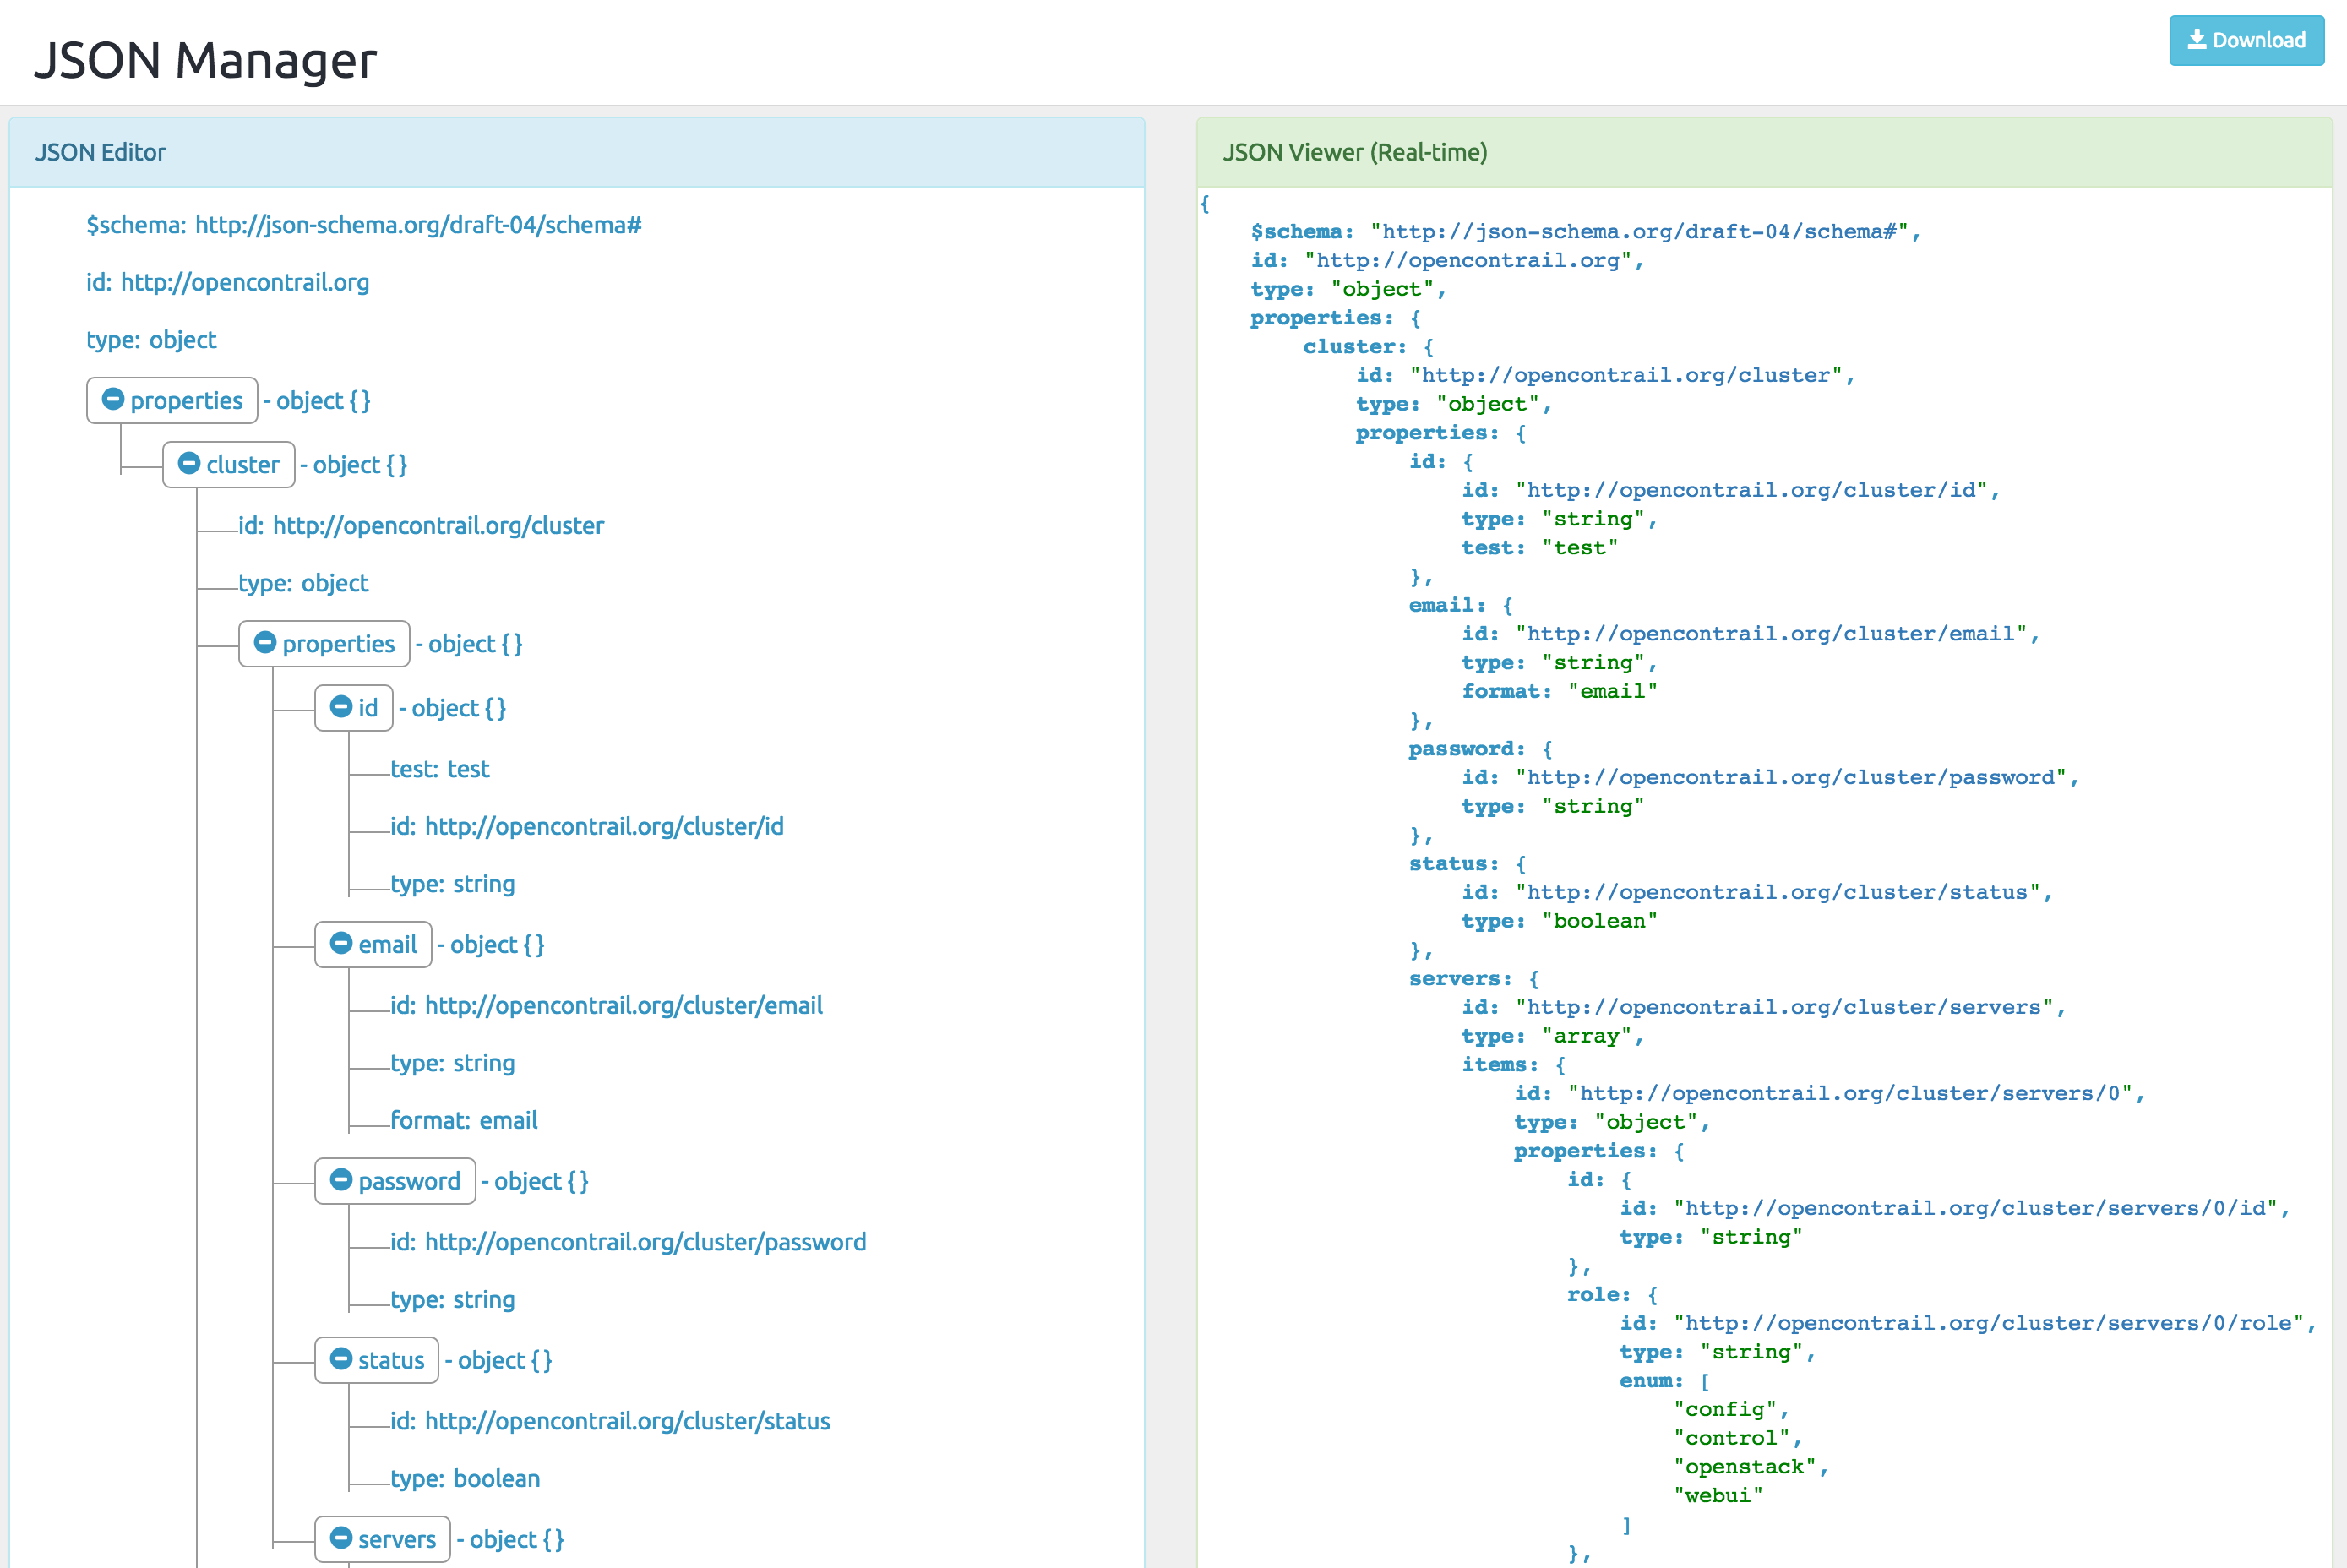 JSON Manager
Download
JSON Editor
$schema: http://json-schema.org/draft-04/schema#
id: http://opencontrail.org
type: object
properties - object { }
cluster - object { }
id: http://opencontrail.org/cluster
type: object
properties - object { }
id - object { }
test: test
id: http://opencontrail.org/cluster/id
type: string
email - object { }
id: http://opencontrail.org/cluster/email
type: string
format: email
password - object { }
id: http://opencontrail.org/cluster/password
type: string
status - object { }
id: http://opencontrail.org/cluster/status
type: boolean
servers - object { }
JSON Viewer (Real-time)
{
$schema: "http://json-schema.org/draft-04/schema#",
id: "http://opencontrail.org",
type: "object",
properties: {
cluster: {
id: "http://opencontrail.org/cluster",
type: "object",
properties: {
id: {
id: "http://opencontrail.org/cluster/id",
type: "string",
test: "test"
},
email: {
id: "http://opencontrail.org/cluster/email",
type: "string",
format: "email"
},
password: {
id: "http://opencontrail.org/cluster/password",
type: "string"
},
status: {
id: "http://opencontrail.org/cluster/status",
type: "boolean"
},
servers: {
id: "http://opencontrail.org/cluster/servers",
type: "array",
items: {
id: "http://opencontrail.org/cluster/servers/0",
type: "object",
properties: {
id: {
id: "http://opencontrail.org/cluster/servers/0/id",
type: "string"
},
role: {
id: "http://opencontrail.org/cluster/servers/0/role",
type: "string",
enum: [
"config",
"control",
"openstack",
"webui"
]
},